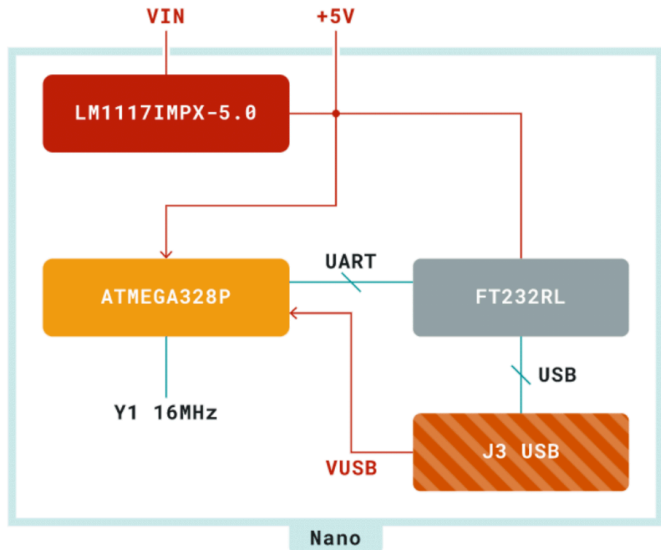 VIN
+5V
LM1117IMPX-5.0
UART
ATMEGA328P
FT232RL
USB
Y1 16MHz
J3 USB
VUSB
Nano